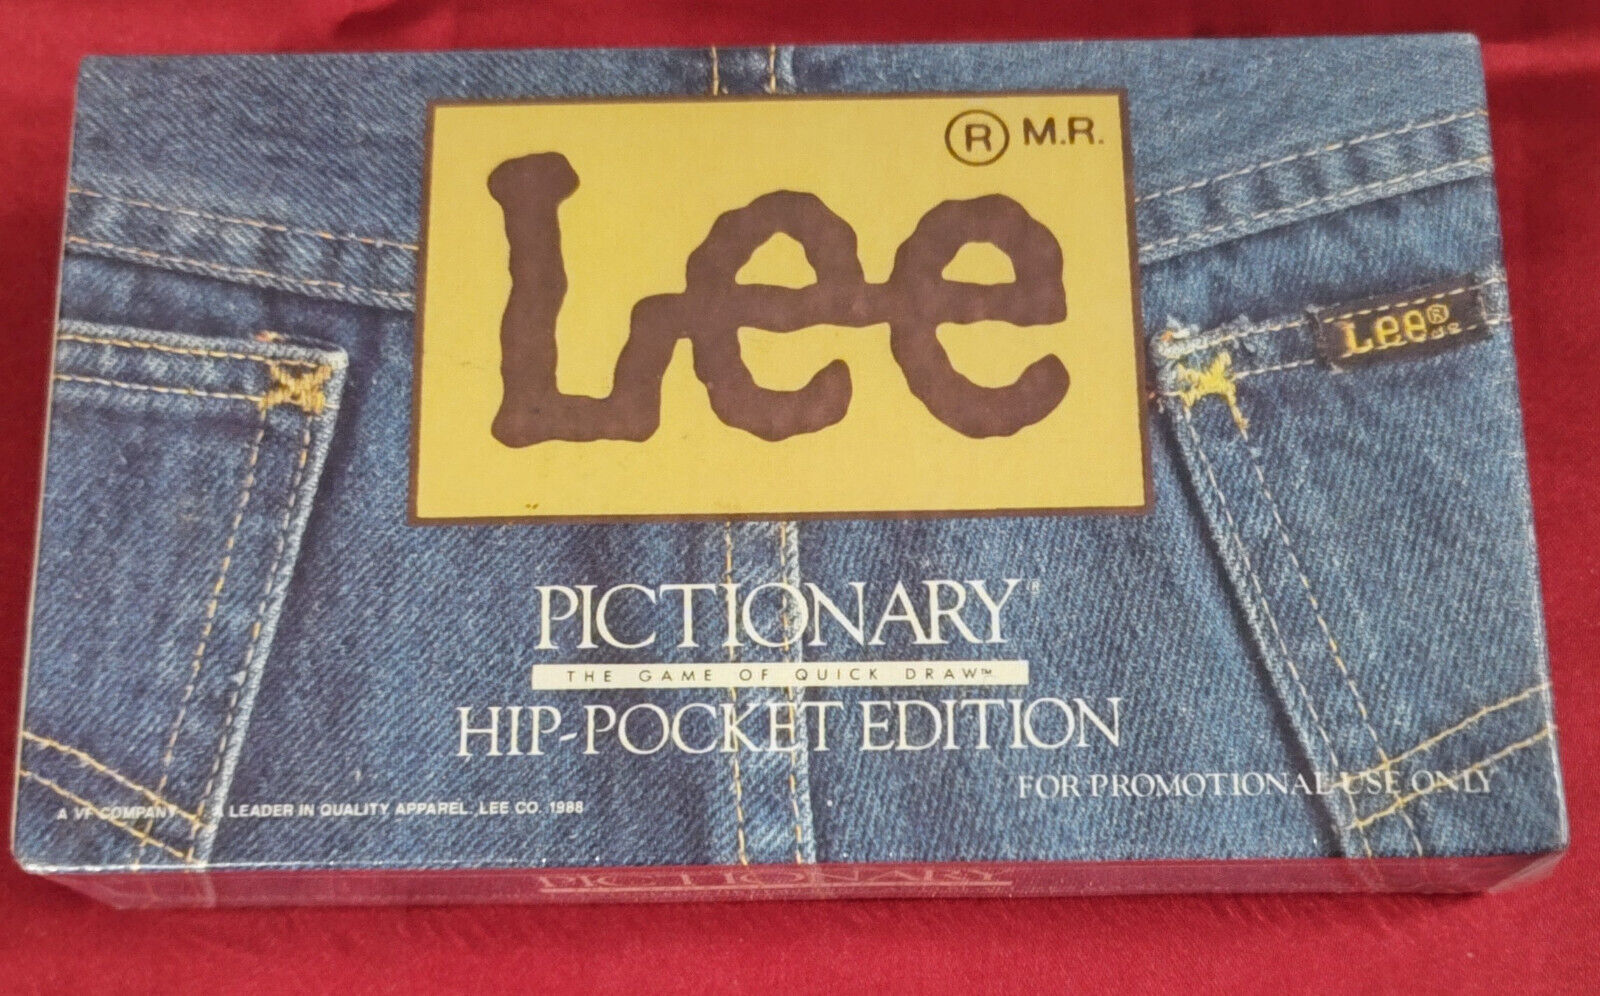 ® M.R.
Lee
Lee®
PICTIONARY®
THE GAME OF QUICK DRAW™
HIP-POCKET EDITION
FOR PROMOTIONAL USE ONLY
A VF COMPANY A LEADER IN QUALITY APPAREL. LEE CO. 1988
PICTIONARY